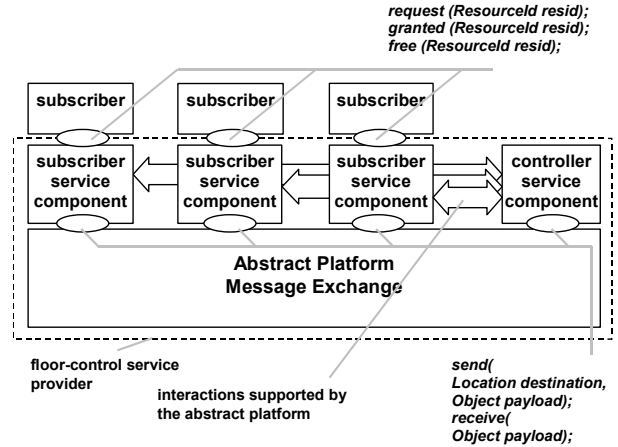 request (ResourceId resid);
granted (ResourceId resid);
free (ResourceId resid);
subscriber
subscriber
subscriber
subscriber
service
component
subscriber
service
component
subscriber
service
component
controller
service
component
Abstract Platform
Message Exchange
floor-control service
provider
interactions supported by
the abstract platform
send(
Location destination,
Object payload);
receive(
Object payload);